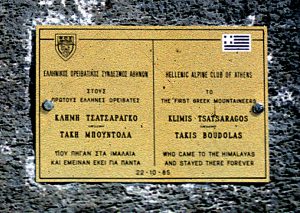 ΕΛΛΗΝΙΚΟΣ ΟΡΕΙΒΑΤΙΚΟΣ ΣΥΝΔΕΣΜΟΣ ΑΘΗΝΩΝ
ΣΤΟΥΣ
ΠΡΩΤΟΥΣ ΕΛΛΗΝΕΣ ΟΡΕΙΒΑΤΕΣ
ΚΛΗΜΗ ΤΣΑΤΣΑΡΑΓΚΟ
ΤΑΚΗ ΜΠΟΥΝΤΟΛΑ
ΠΟΥ ΠΗΓΑΝ ΣΤΑ ΙΜΑΛΑΙΑ
ΚΑΙ ΕΜΕΙΝΑΝ ΕΚΕΙ ΓΙΑ ΠΑΝΤΑ
HELLENIC ALPINE CLUB OF ATHENS
TO
THE FIRST GREEK MOUNTAINEERS
KLIMIS TSATSARAGOS
TAKIS BOUDOLAS
WHO CAME TO THE HIMALAYAS
AND STAYED THERE FOREVER
22-10-85